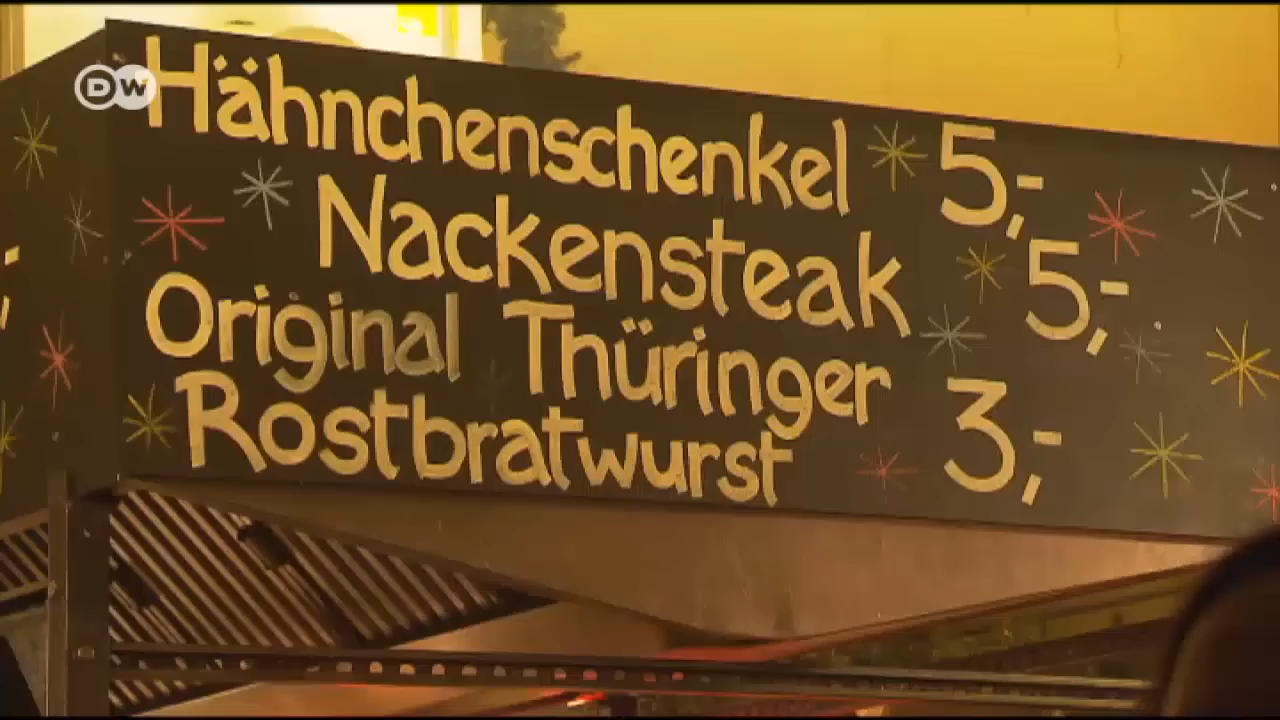 DW
Hähnchenschenkel 5,-
Nackensteak 5,-
Original Thüringer
Rostbratwurst 3,-